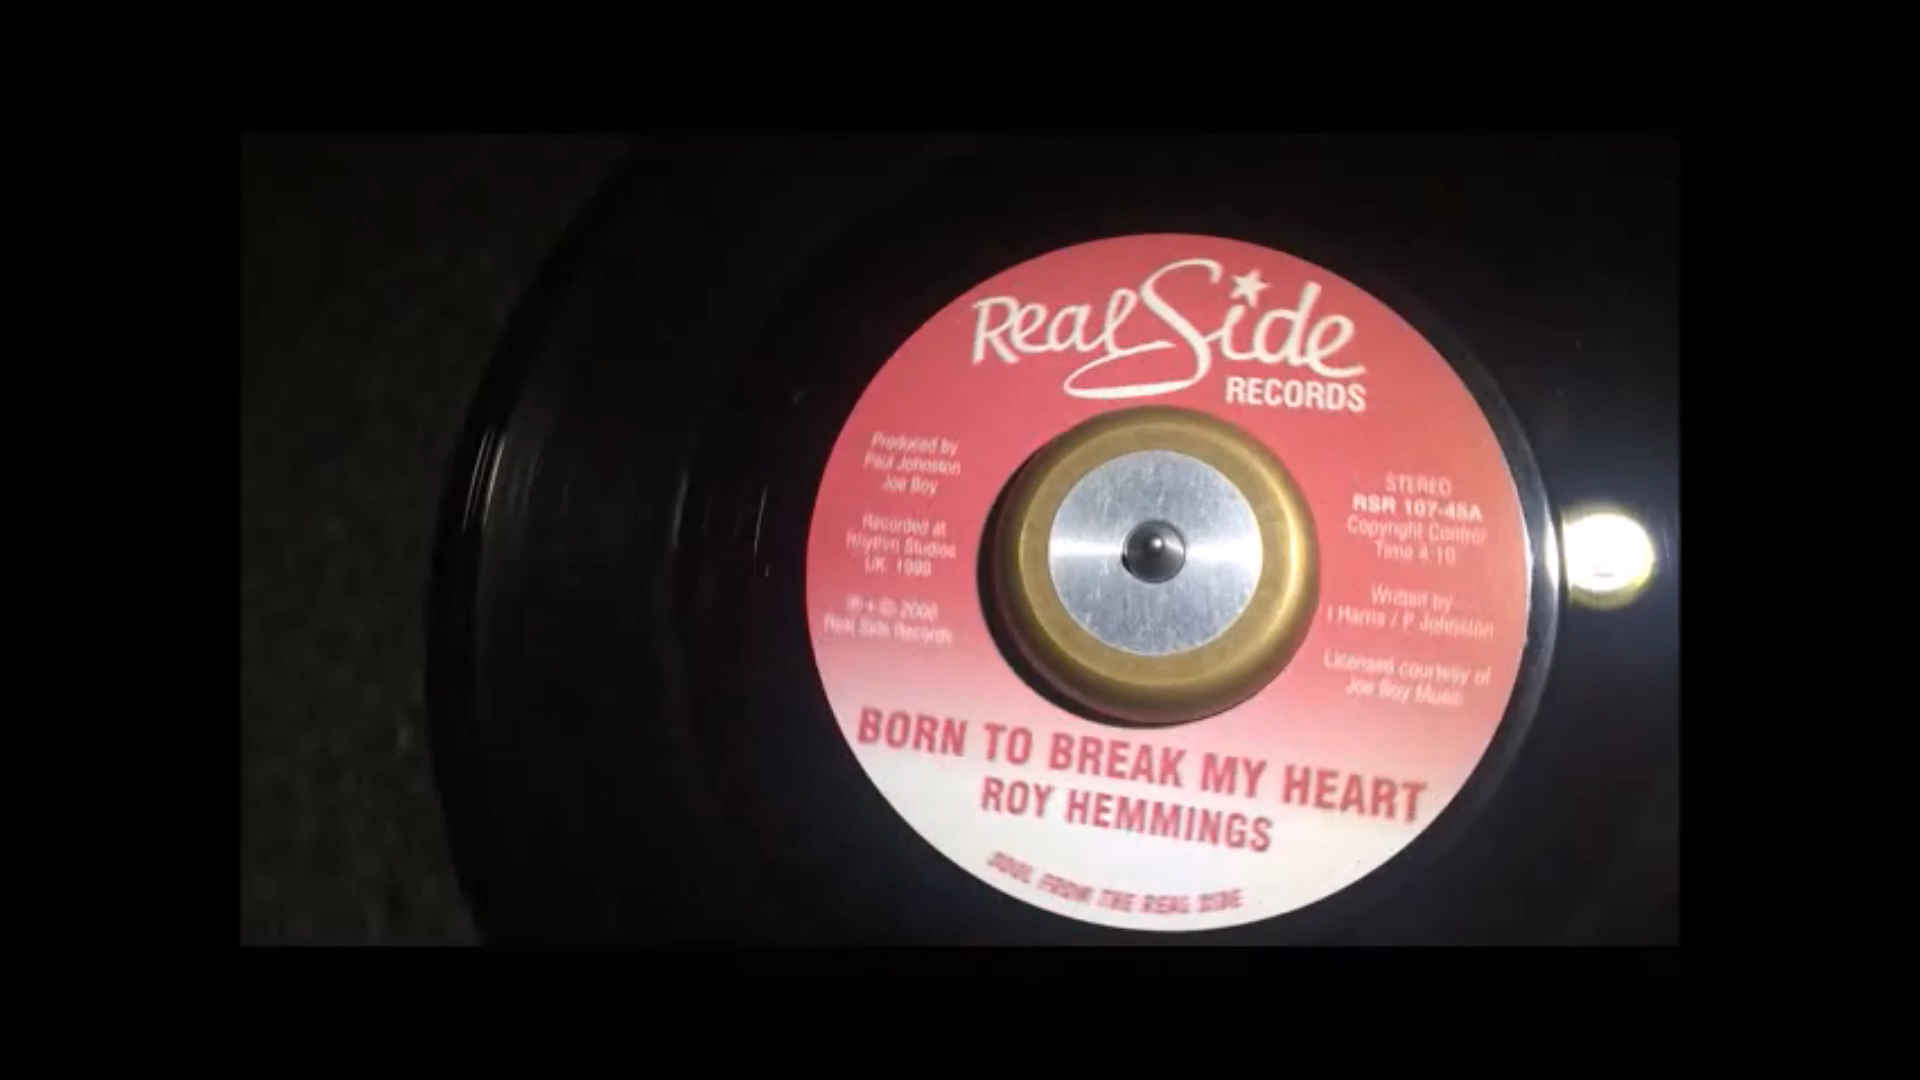 Real Side
RECORDS
Produced by
Paul Johnston
Joe Boy
Recorded at
Rhythm Studios
UK.
Real Side Records
STEREO
RSR 107-45A
Copyright Control
Time 4:10
Written by
I Harris / P Johnston
Licensed courtesy of
Joe Boy Music
BORN TO BREAK MY HEART
ROY HEMMINGS
SOUL FROM THE REAL SIDE